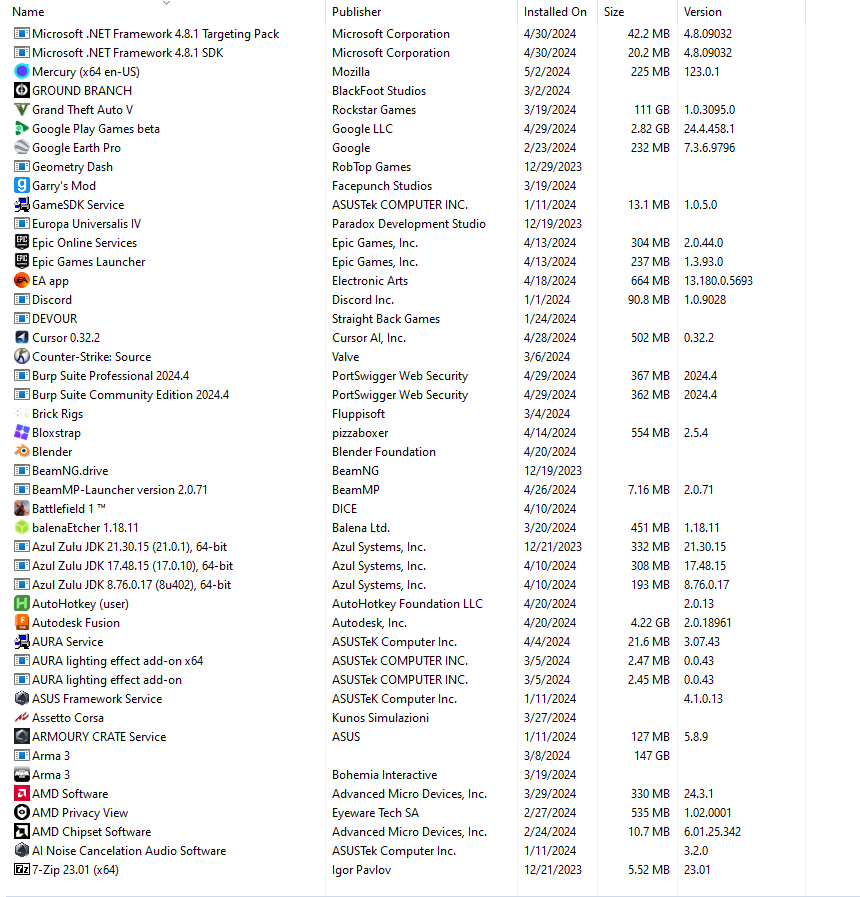 Name Publisher Installed On Size Version
Microsoft .NET Framework 4.8.1 Targeting Pack Microsoft Corporation 4/30/2024 42.2 MB 4.8.09032
Microsoft .NET Framework 4.8.1 SDK Microsoft Corporation 4/30/2024 20.2 MB 4.8.09032
Mercury (x64 en-US) Mozilla 5/2/2024 225 MB 123.0.1
GROUND BRANCH BlackFoot Studios 3/2/2024
Grand Theft Auto V Rockstar Games 3/19/2024 111 GB 1.0.3095.0
Google Play Games beta Google LLC 4/29/2024 2.82 GB 24.4.458.1
Google Earth Pro Google 2/23/2024 232 MB 7.3.6.9796
Geometry Dash RobTop Games 12/29/2023
Garry's Mod Facepunch Studios 3/19/2024
GameSDK Service ASUSTek COMPUTER INC. 1/11/2024 13.1 MB 1.0.5.0
Europa Universalis IV Paradox Development Studio 12/19/2023
Epic Online Services Epic Games, Inc. 4/13/2024 304 MB 2.0.44.0
Epic Games Launcher Epic Games, Inc. 4/13/2024 237 MB 1.3.93.0
EA app Electronic Arts 4/18/2024 664 MB 13.180.0.5693
Discord Discord Inc. 1/1/2024 90.8 MB 1.0.9028
DEVOUR Straight Back Games 1/24/2024
Cursor 0.32.2 Cursor AI, Inc. 4/28/2024 502 MB 0.32.2
Counter-Strike: Source Valve 3/6/2024
Burp Suite Professional 2024.4 PortSwigger Web Security 4/29/2024 367 MB 2024.4
Burp Suite Community Edition 2024.4 PortSwigger Web Security 4/29/2024 362 MB 2024.4
Brick Rigs Fluppisoft 3/4/2024
Bloxstrap pizzaboxer 4/14/2024 554 MB 2.5.4
Blender Blender Foundation 4/20/2024
BeamNG.drive BeamNG 12/19/2023
BeamMP-Launcher version 2.0.71 BeamMP 4/26/2024 7.16 MB 2.0.71
Battlefield 1 ™ DICE 4/10/2024
balenaEtcher 1.18.11 Balena Ltd. 3/20/2024 451 MB 1.18.11
Azul Zulu JDK 21.30.15 (21.0.1), 64-bit Azul Systems, Inc. 12/21/2023 332 MB 21.30.15
Azul Zulu JDK 17.48.15 (17.0.10), 64-bit Azul Systems, Inc. 4/10/2024 308 MB 17.48.15
Azul Zulu JDK 8.76.0.17 (8u402), 64-bit Azul Systems, Inc. 4/10/2024 193 MB 8.76.0.17
AutoHotkey (user) AutoHotkey Foundation LLC 4/20/2024 2.0.13
Autodesk Fusion Autodesk, Inc. 4/20/2024 4.22 GB 2.0.18961
AURA Service ASUSTeK Computer Inc. 4/4/2024 21.6 MB 3.07.43
AURA lighting effect add-on x64 ASUSTek COMPUTER INC. 3/5/2024 2.47 MB 0.0.43
AURA lighting effect add-on ASUSTek COMPUTER INC. 3/5/2024 2.45 MB 0.0.43
ASUS Framework Service ASUSTeK Computer Inc. 1/11/2024 4.1.0.13
Assetto Corsa Kunos Simulazioni 3/27/2024
ARMOURY CRATE Service ASUS 1/11/2024 127 MB 5.8.9
Arma 3 3/8/2024 147 GB
Arma 3 Bohemia Interactive 3/19/2024
AMD Software Advanced Micro Devices, Inc. 3/29/2024 330 MB 24.3.1
AMD Privacy View Eyeware Tech SA 2/27/2024 535 MB 1.02.0001
AMD Chipset Software Advanced Micro Devices, Inc. 2/24/2024 10.7 MB 6.01.25.342
AI Noise Cancelation Audio Software ASUSTek Computer Inc. 1/11/2024 3.2.0
7-Zip 23.01 (x64) Igor Pavlov 12/21/2023 5.52 MB 23.01